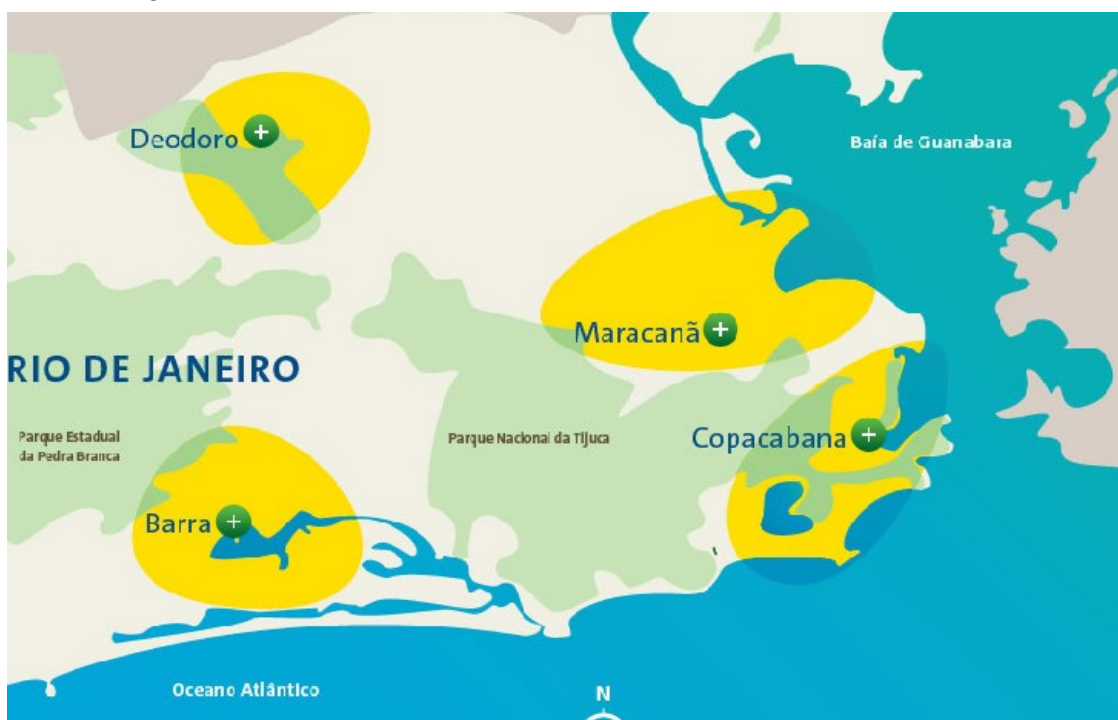 Deodoro
Baía de Guanabara
Maracanã
RIO DE JANEIRO
Parque Estadual
da Pedra Branca
Parque Nacional da Tijuca
Copacabana
Barra
Oceano Atlântico
N